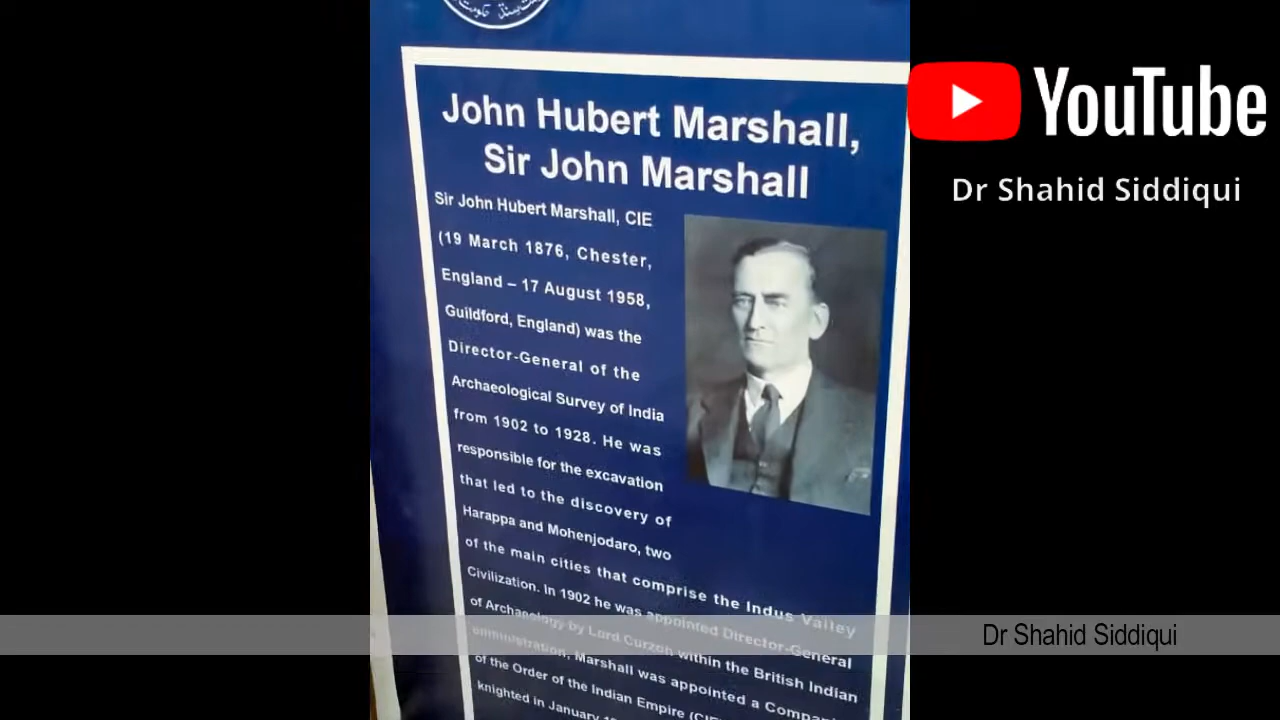 John Hubert Marshall,
Sir John Marshall
Sir John Hubert Marshall, CIE
(19 March 1876, Chester,
England – 17 August 1958,
Guildford, England) was the
Director-General of the
Archaeological Survey of India
from 1902 to 1928. He was
responsible for the excavation
that led to the discovery of
Harappa and Mohenjodaro, two
of the main cities that comprise the Indus Valley
Civilization. In 1902 he was appointed Director-General
of Archaeology by Lord Curzon within the British Indian
administration, Marshall was appointed a
of the Order of the Indian Empire
knighted in January
YouTube
Dr Shahid Siddiqui
Dr Shahid Siddiqui